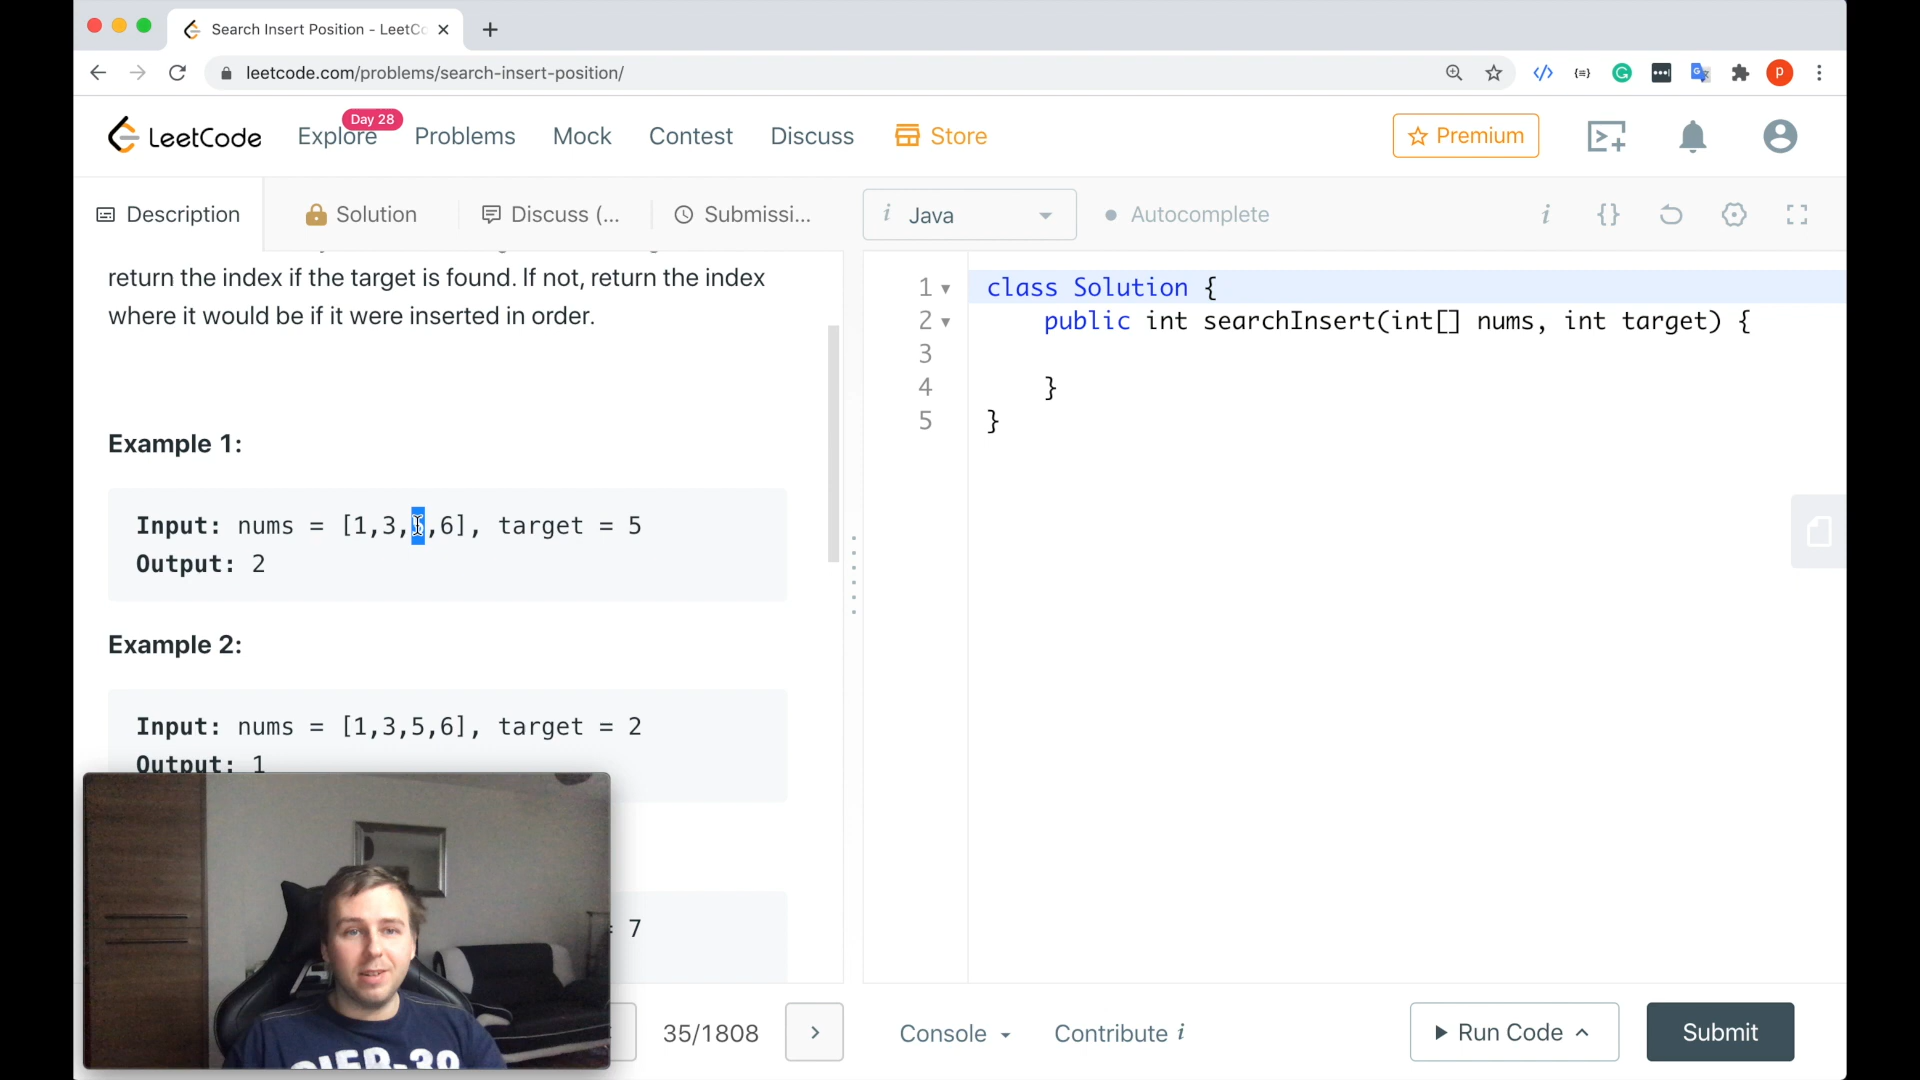 Search Insert Position - LeetCo
leetcode.com/problems/search-insert-position/
P
LeetCode
Explore
Day 28
Problems
Mock
Contest
Discuss
Store
Premium
Description
Solution
Discuss (...
Submissi...
i Java
Autocomplete
i
{}
return the index if the target is found. If not, return the index
where it would be if it were inserted in order.
Example 1:
Input: nums = [1,3, ,6], target = 5
Output: 2
Example 2:
Input: nums = [1,3,5,6], target = 2
Output: 1
= 7
1 class Solution {
2 public int searchInsert(int[] nums, int target) {
3
4 }
5 }
35/1808
Console
Contribute i
Run Code
Submit